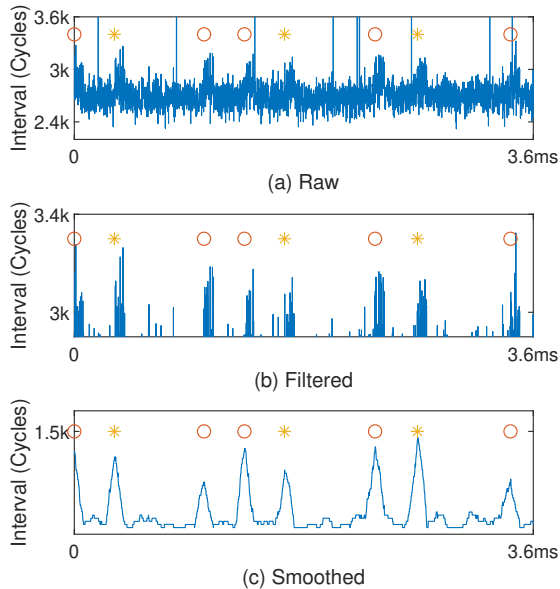 3.6k
3k
2.4k
Interval (Cycles)
0
3.6ms
(a) Raw
3.4k
3k
Interval (Cycles)
0
3.6ms
(b) Filtered
1.5k
Interval (Cycles)
0
3.6ms
(c) Smoothed